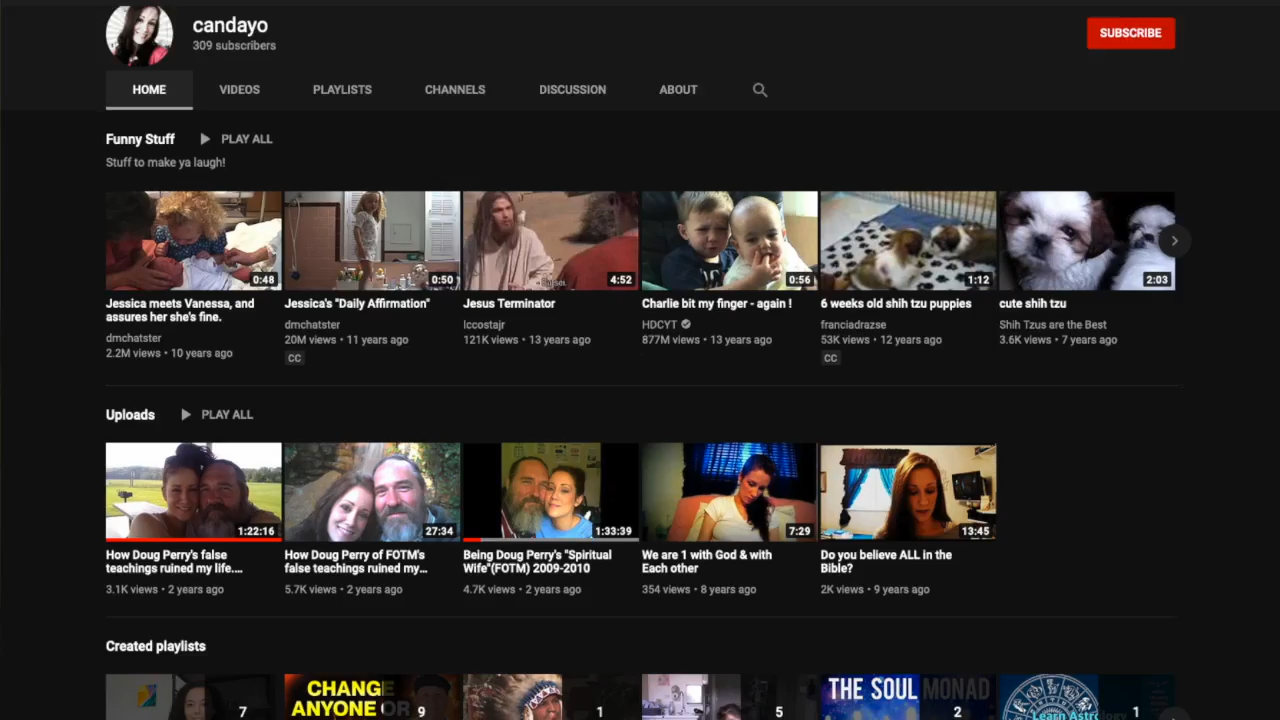 candayo
309 subscribers
SUBSCRIBE
HOME VIDEOS PLAYLISTS CHANNELS DISCUSSION ABOUT
Funny Stuff PLAY ALL
Stuff to make ya laugh!
0:48 0:50 4:52 0:56 1:12 2:03
Jessica meets Vanessa, and
assures her she's fine.
dmchatster
2.2M views • 10 years ago
Jessica's "Daily Affirmation"
dmchatster
20M views • 11 years ago
CC
Jesus Terminator
lccostajr
121K views • 13 years ago
Charlie bit my finger - again !
HDCYT
877M views • 13 years ago
6 weeks old shih tzu puppies
franciadrazse
53K views • 12 years ago
CC
cute shih tzu
Shih Tzus are the Best
3.6K views • 7 years ago
Uploads PLAY ALL
1:22:16 27:34 1:33:39 7:29 13:45
How Doug Perry's false
teachings ruined my life....
3.1K views • 2 years ago
How Doug Perry of FOTM's
false teachings ruined my...
5.7K views • 2 years ago
Being Doug Perry's "Spiritual
Wife"(FOTM) 2009-2010
4.7K views • 2 years ago
We are 1 with God & with
Each other
354 views • 8 years ago
Do you believe ALL in the
Bible?
2K views • 9 years ago
Created playlists
7
CHANGE
ANYONE OR 9
1
5
THE SOUL MONAD
2
1
Learn Astrology